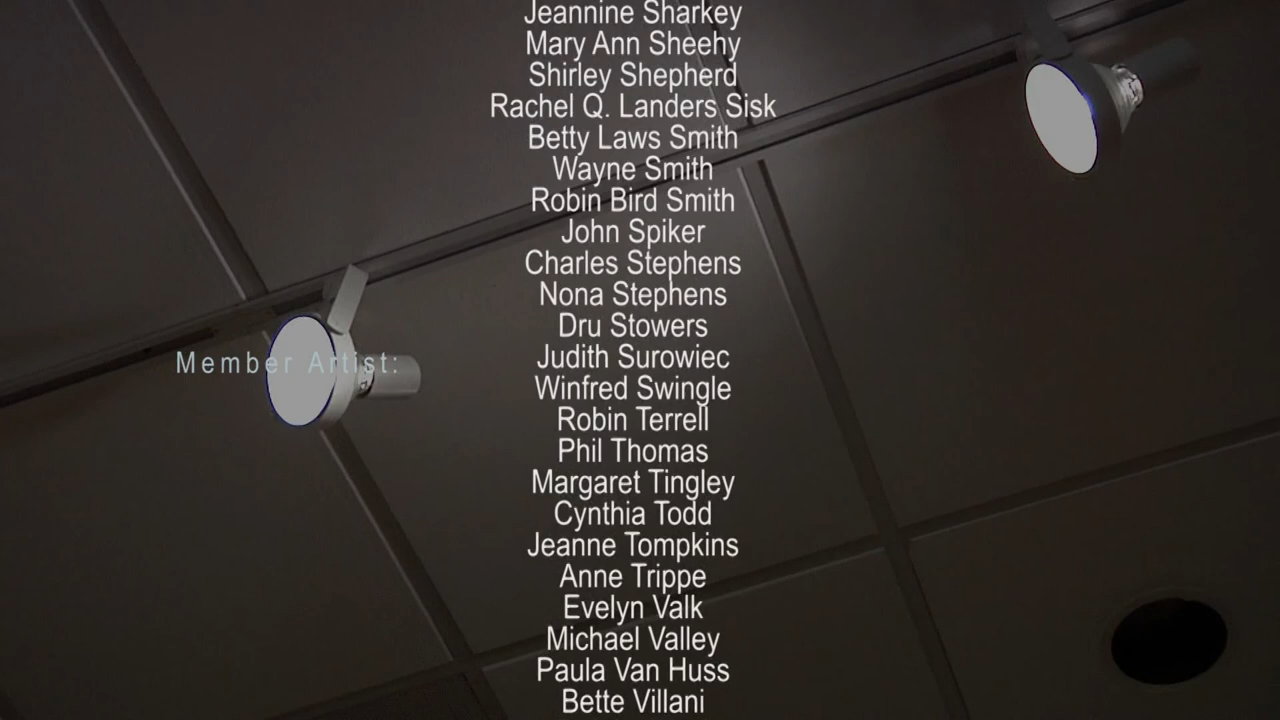 Jeannine Sharkey
Mary Ann Sheehy
Shirley Shepherd
Rachel Q. Landers Sisk
Betty Laws Smith
Wayne Smith
Robin Bird Smith
John Spiker
Charles Stephens
Nona Stephens
Dru Stowers
Member Artist:
Judith Surowiec
Winfred Swingle
Robin Terrell
Phil Thomas
Margaret Tingley
Cynthia Todd
Jeanne Tompkins
Anne Trippe
Evelyn Valk
Michael Valley
Paula Van Huss
Bette Villani